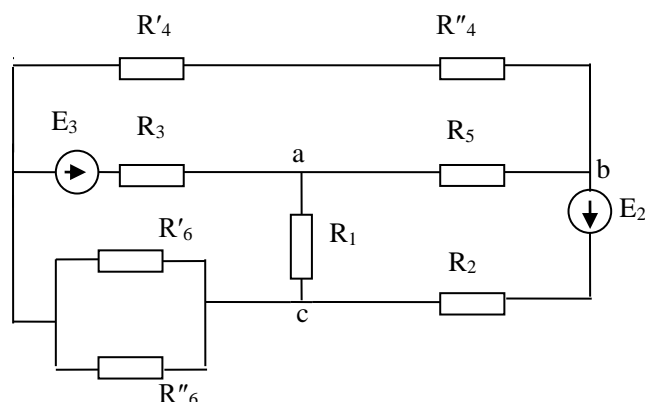 R′₄ R″₄
E₃ R₃ R₅
a b
E₂
R′₆ R₁ R₂
c
R″₆